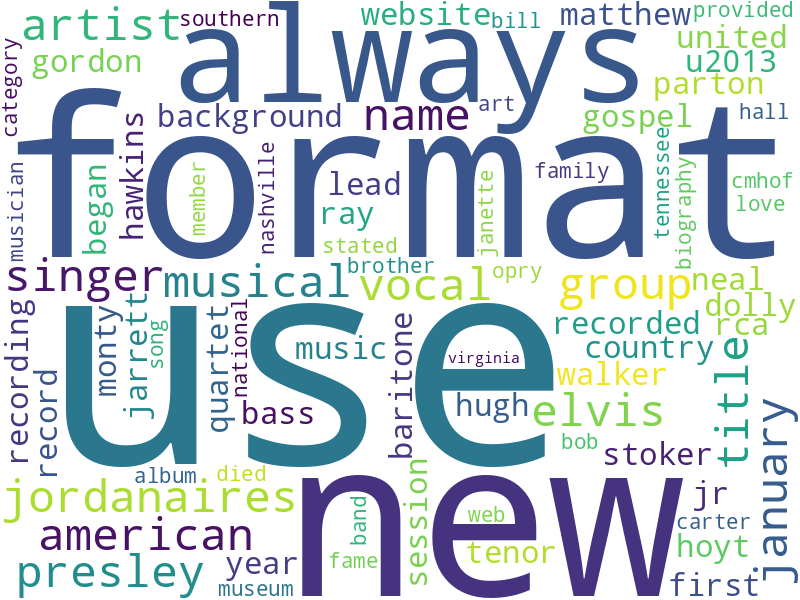 southern
artist
website
bill
matthew
provided
always
united
gordon
u2013
category
parton
background
name
art
gospel
hall
format
musician
began
hawkins
member
nashville
lead
ray
family
janette
tennessee
biography
cmhof
love
stated
brother
opry
singer
musical
vocal
group
neal
dolly
recording
record
monty
jarrett
song
quartet
national
use
music
baritone
virginia
recorded
rca
country
walker
title
january
bass
hugh
elvis
bob
stoker
album
died
jordanaires
new
session
jr
american
band
web
carter
tenor
hoyt
presley
year
museum
fame
first